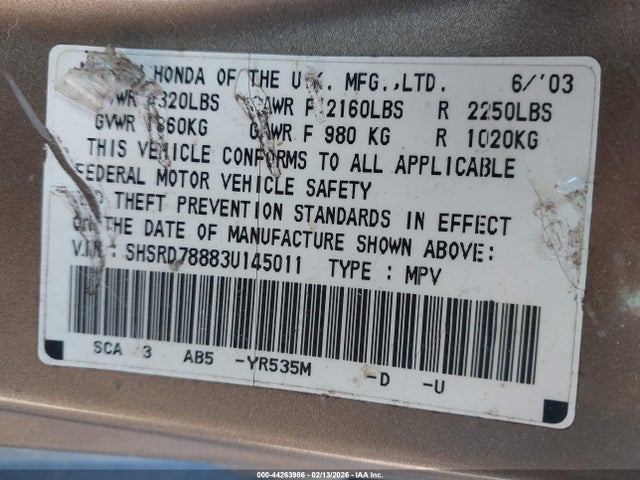 HONDA OF THE U.K. MFG.,LTD. 6/'03
320LBS GAWR F 2160LBS R 2250LBS
GVWR 60KG GAWR F 980 KG R 1020KG
THIS VEHICLE CONFORMS TO ALL APPLICABLE
FEDERAL MOTOR VEHICLE SAFETY
THEFT PREVENTION STANDARDS IN EFFECT
ON THE DATE OF MANUFACTURE SHOWN ABOVE:
V.I.N.: SHSRD78883U145011 TYPE : MPV
SCA 3 AB5 -YR535M -D -U
000-44263986 - 02/13/2026 - IAA Inc.